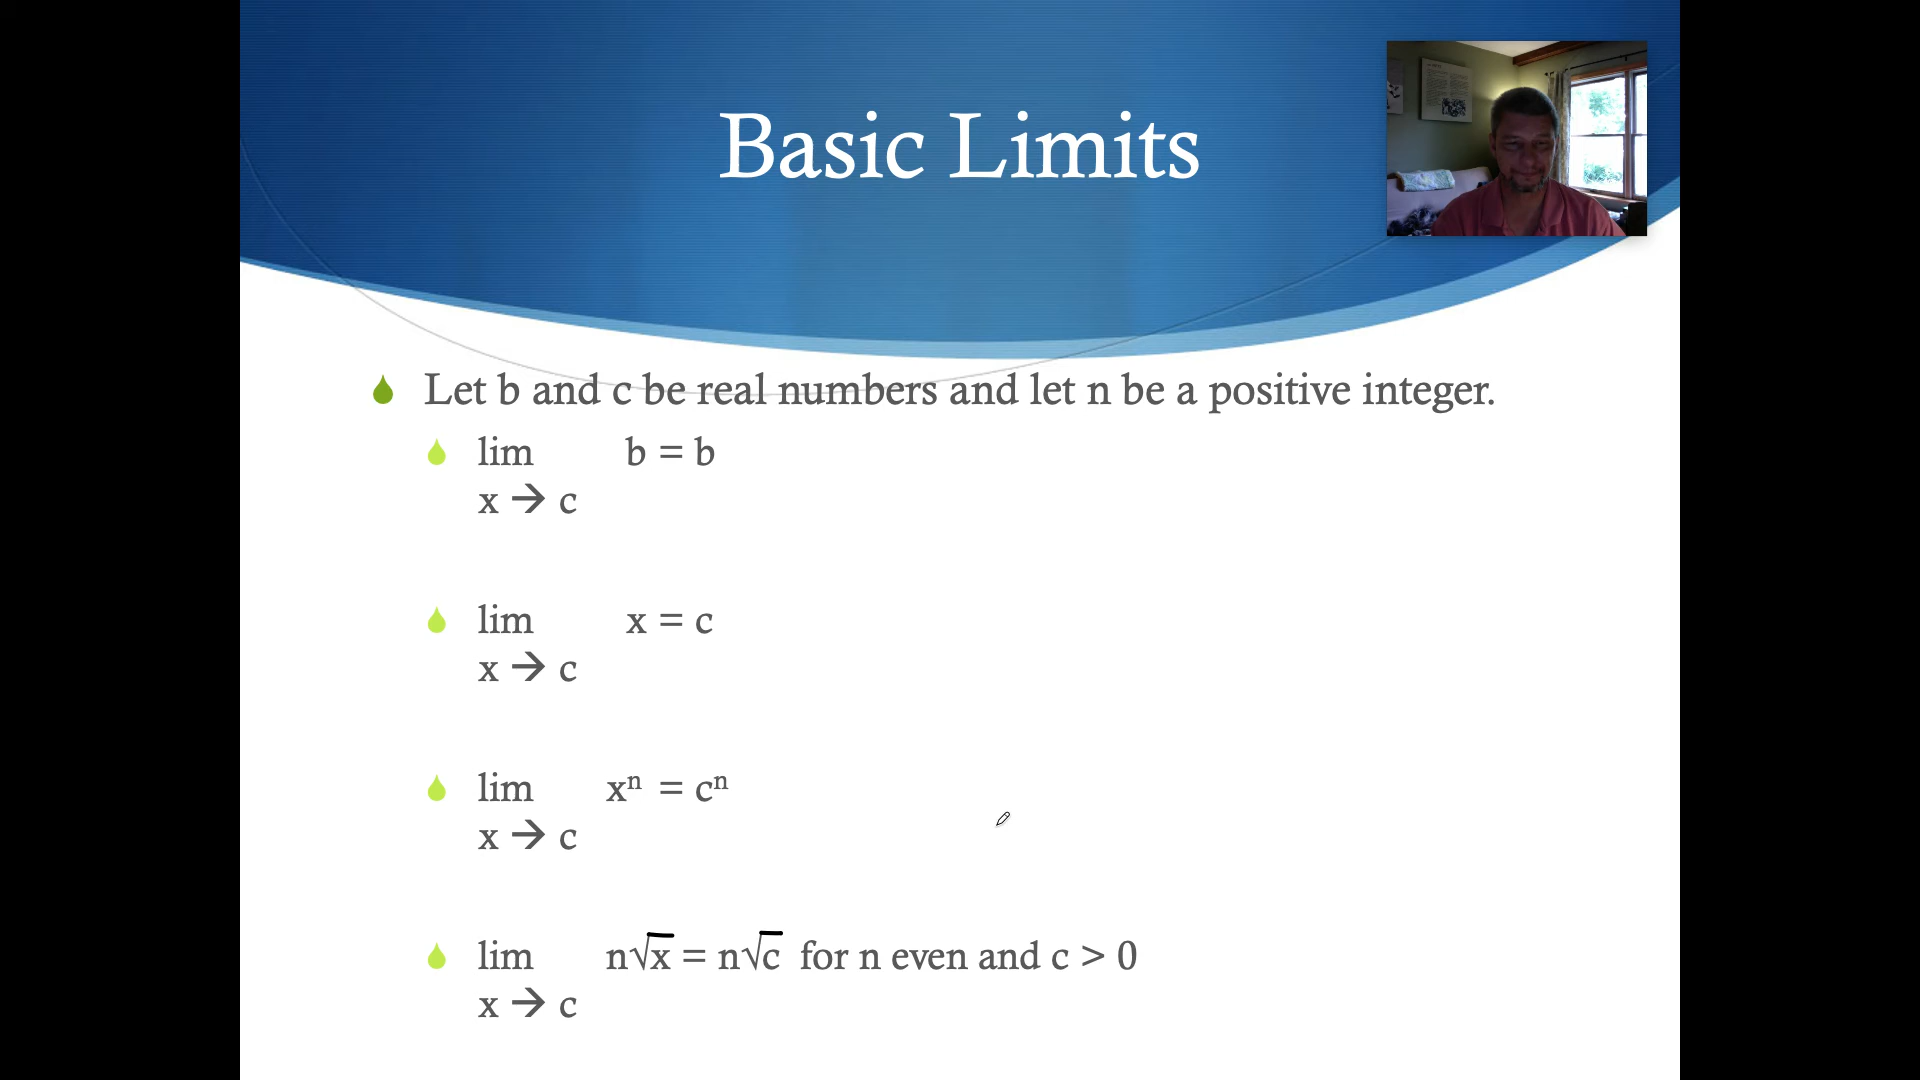 Basic Limits
Let b and c be real numbers and let n be a positive integer.
lim b = b
x → c
lim x = c
x → c
lim xⁿ = cⁿ
x → c
lim n√x = n√c for n even and c > 0
x → c